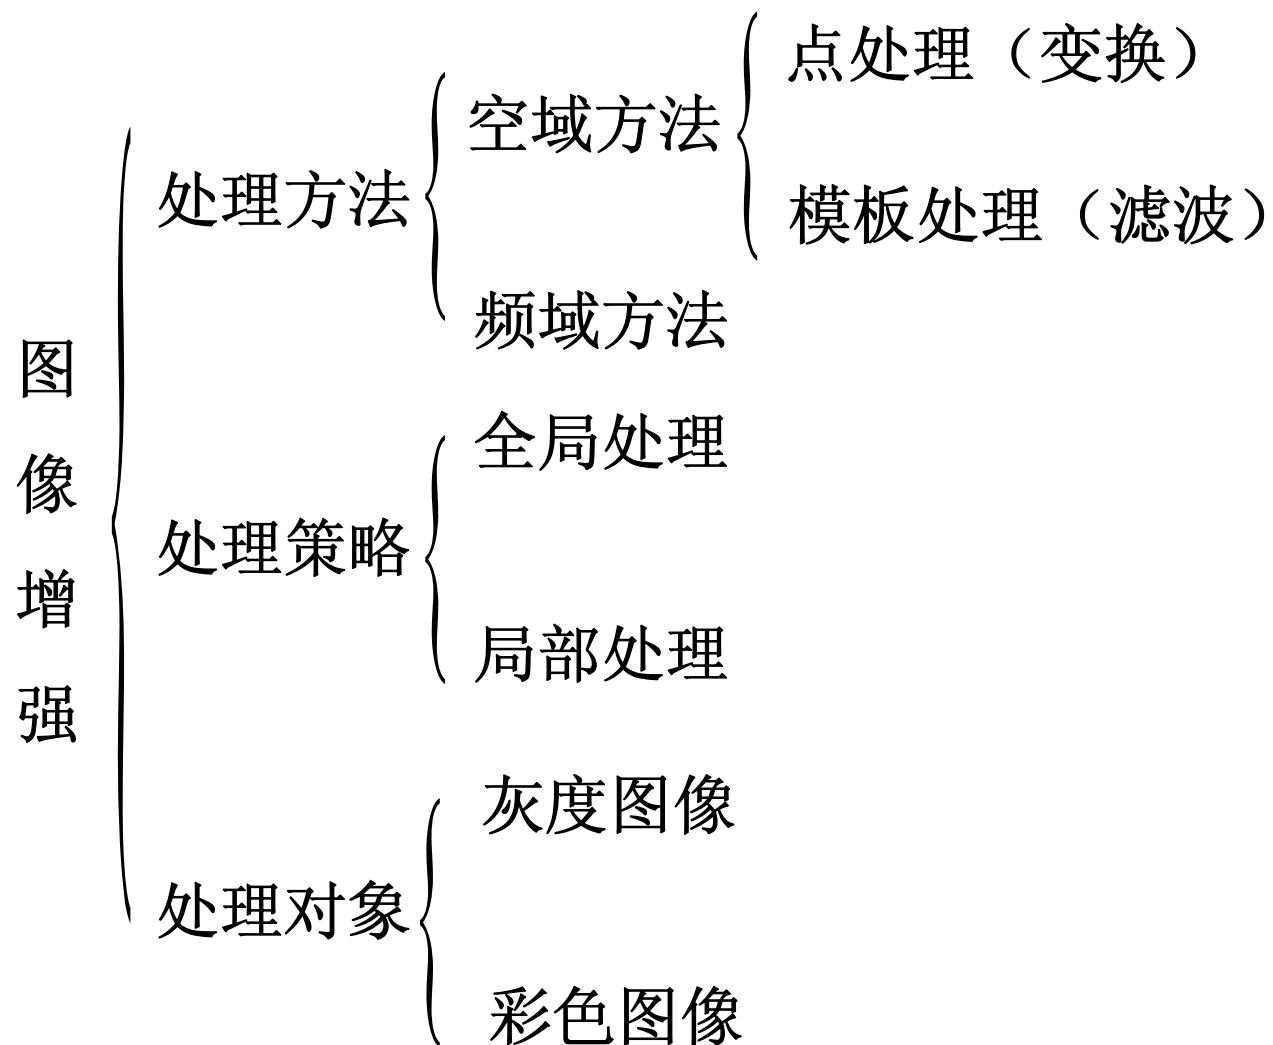 图像增强
处理方法
空域方法
点处理（变换）
模板处理（滤波）
频域方法
处理策略
全局处理
局部处理
处理对象
灰度图像
彩色图像